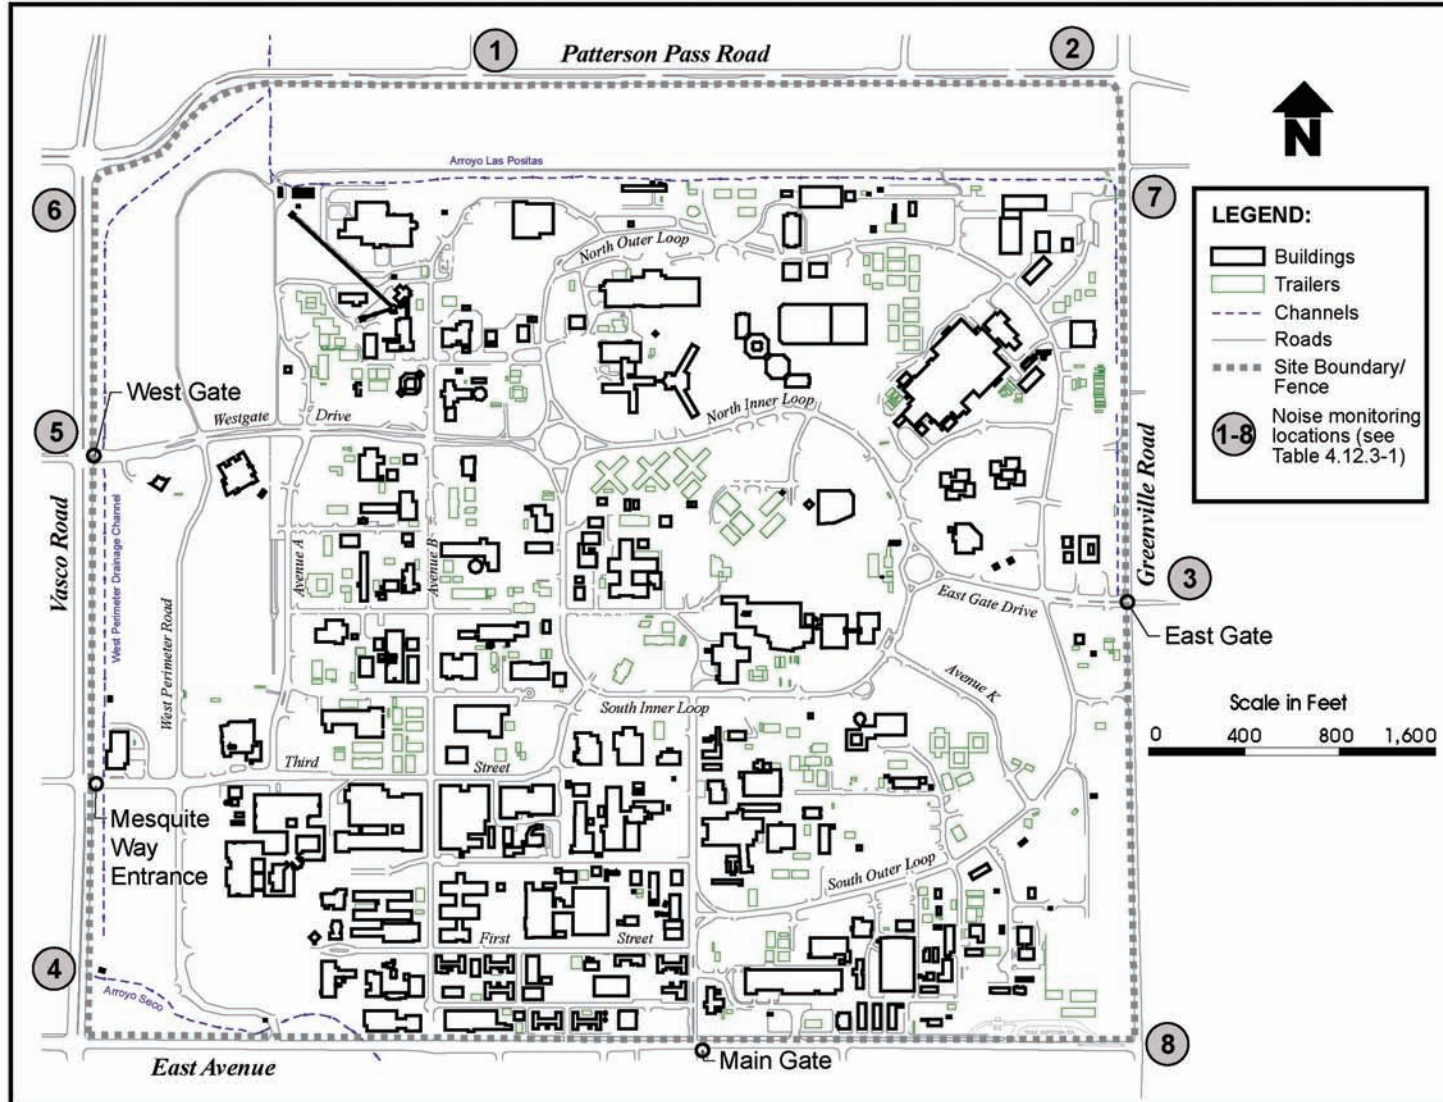 1
Patterson Pass Road
2
N
Arroyo Las Positas
6
7
LEGEND:
Buildings
Trailers
Channels
Roads
Site Boundary/
Fence
1-8
Noise monitoring
locations (see
Table 4.12.3-1)
North Outer Loop
West Gate
Westgate
Drive
North Inner Loop
5
Vasco Road
West Perimeter Drainage Channel
West Perimeter Road
Avenue A
Avenue B
Greenville Road
3
East Gate Drive
East Gate
Avenue K
South Inner Loop
Scale in Feet
0
400
800
1,600
Third
Street
Mesquite
Way
Entrance
South Outer Loop
First
Street
4
Arroyo Seco
8
Main Gate
East Avenue